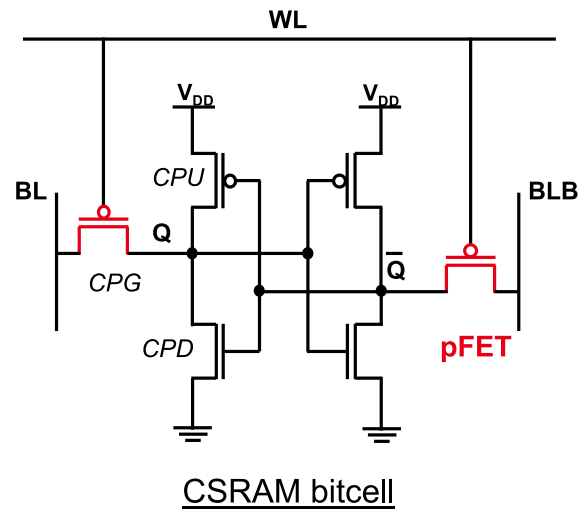 WL
VDD
VDD
CPU
BL
BLB
Q
Q̅
CPG
CPD
pFET
CSRAM bitcell